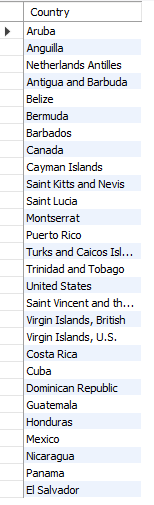 Country
Aruba
Anguilla
Netherlands Antilles
Antigua and Barbuda
Belize
Bermuda
Barbados
Canada
Cayman Islands
Saint Kitts and Nevis
Saint Lucia
Montserrat
Puerto Rico
Turks and Caicos Isl...
Trinidad and Tobago
United States
Saint Vincent and th...
Virgin Islands, British
Virgin Islands, U.S.
Costa Rica
Cuba
Dominican Republic
Guatemala
Honduras
Mexico
Nicaragua
Panama
El Salvador